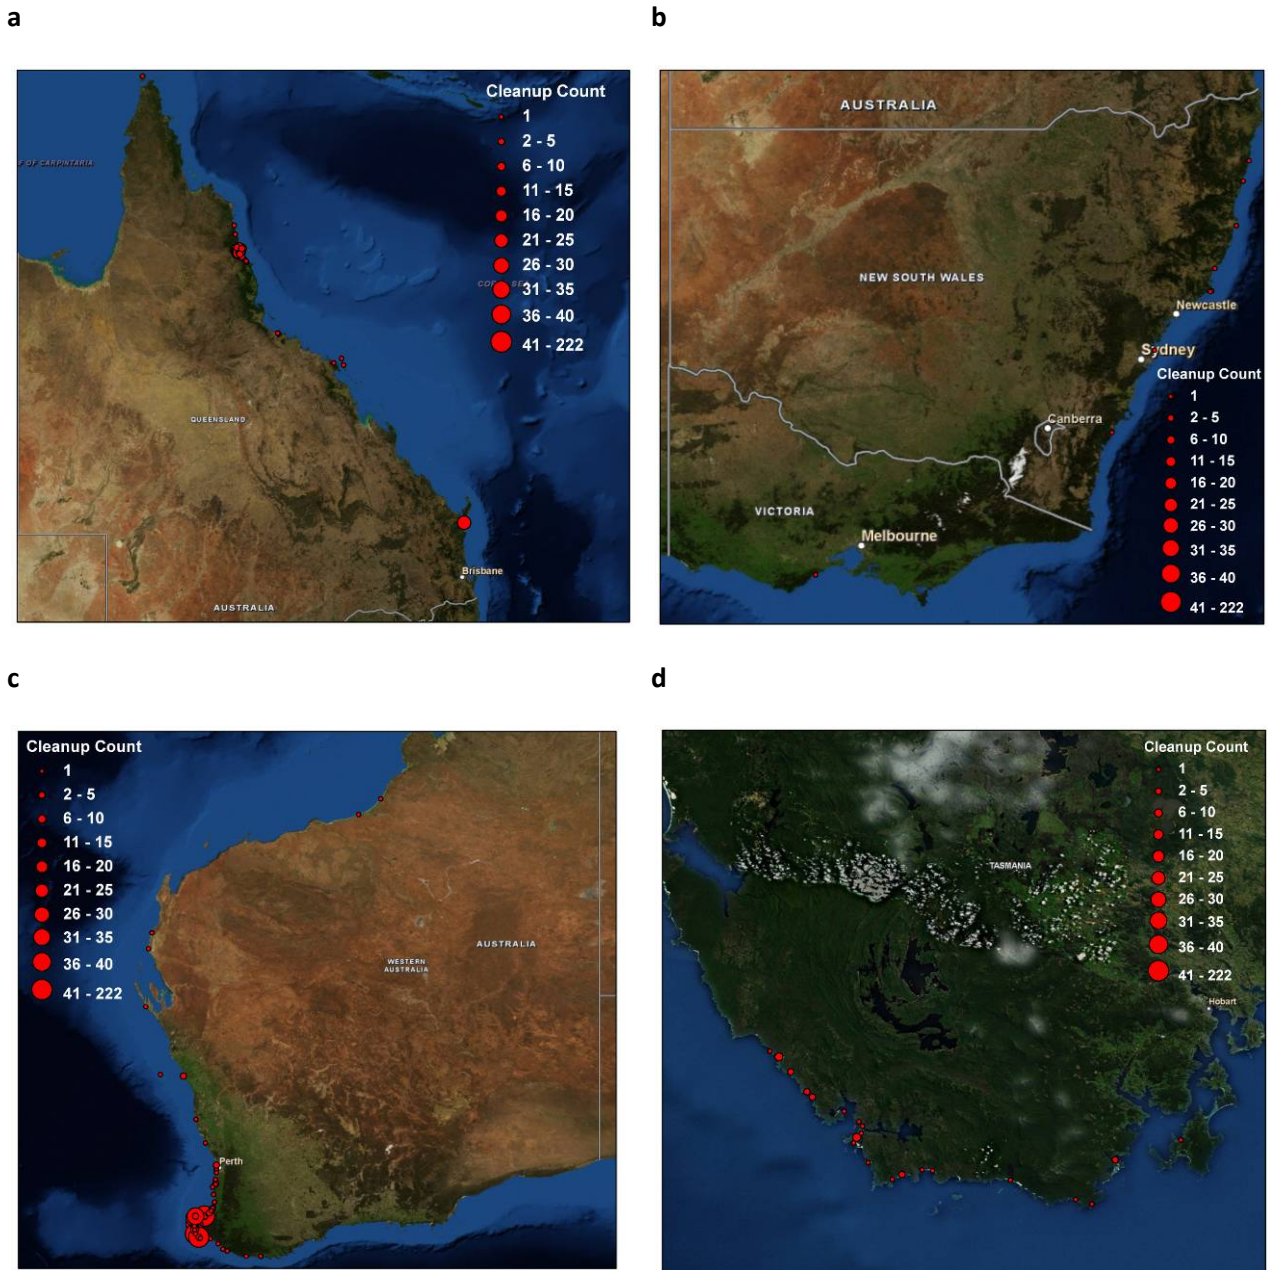 a
b
Cleanup Count
1
2 - 5
6 - 10
11 - 15
16 - 20
21 - 25
26 - 30
31 - 35
36 - 40
41 - 222
OF CARPINTARIA
QUEENSLAND
Brisbane
AUSTRALIA
AUSTRALIA
NEW SOUTH WALES
Newcastle
Sydney
Canberra
VICTORIA
Melbourne
Cleanup Count
1
2 - 5
6 - 10
11 - 15
16 - 20
21 - 25
26 - 30
31 - 35
36 - 40
41 - 222
c
d
Cleanup Count
1
2 - 5
6 - 10
11 - 15
16 - 20
21 - 25
26 - 30
31 - 35
36 - 40
41 - 222
AUSTRALIA
WESTERN
AUSTRALIA
Perth
Cleanup Count
1
2 - 5
6 - 10
11 - 15
16 - 20
21 - 25
26 - 30
31 - 35
36 - 40
41 - 222
TASMANIA
Hobart